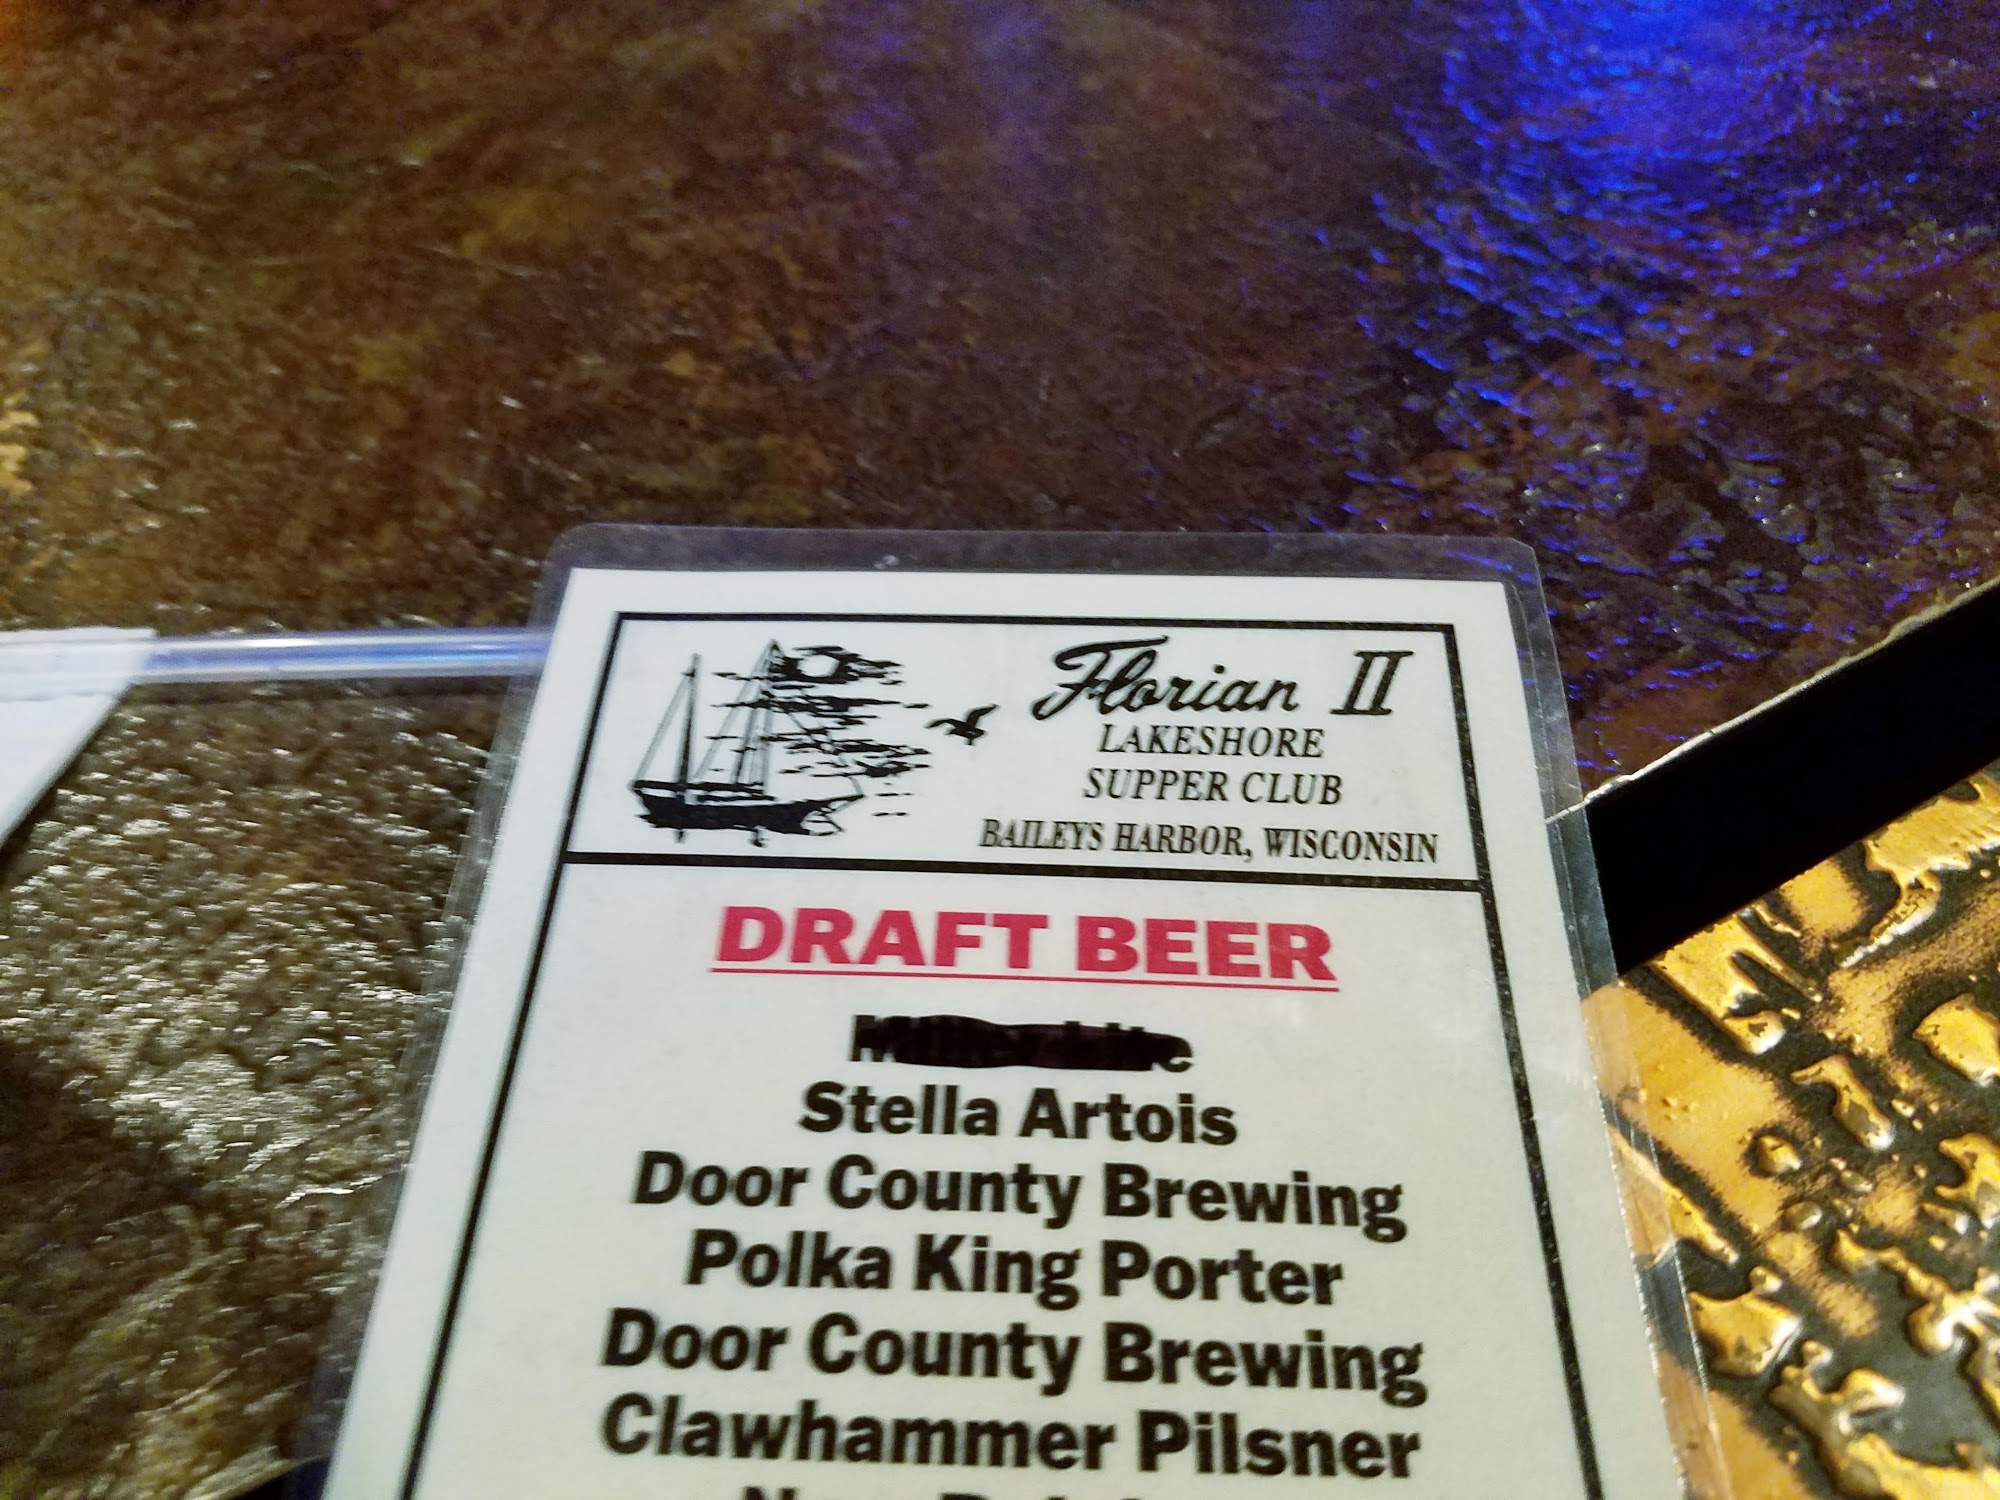 Florian II
LAKESHORE
SUPPER CLUB
BAILEYS HARBOR, WISCONSIN
DRAFT BEER
Stella Artois
Door County Brewing
Polka King Porter
Door County Brewing
Clawhammer Pilsner